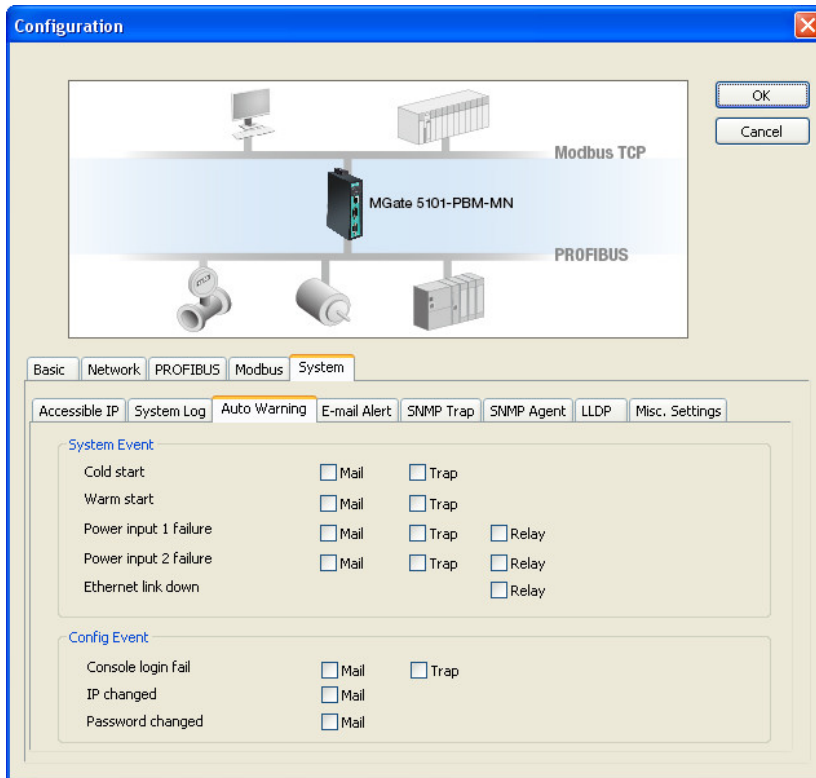 Configuration
OK
Cancel
Modbus TCP
MGate 5101-PBM-MN
PROFIBUS
Basic Network PROFIBUS Modbus System
Accessible IP System Log Auto Warning E-mail Alert SNMP Trap SNMP Agent LLDP Misc. Settings
System Event
Cold start Mail Trap
Warm start Mail Trap
Power input 1 failure Mail Trap Relay
Power input 2 failure Mail Trap Relay
Ethernet link down Relay
Config Event
Console login fail Mail Trap
IP changed Mail
Password changed Mail